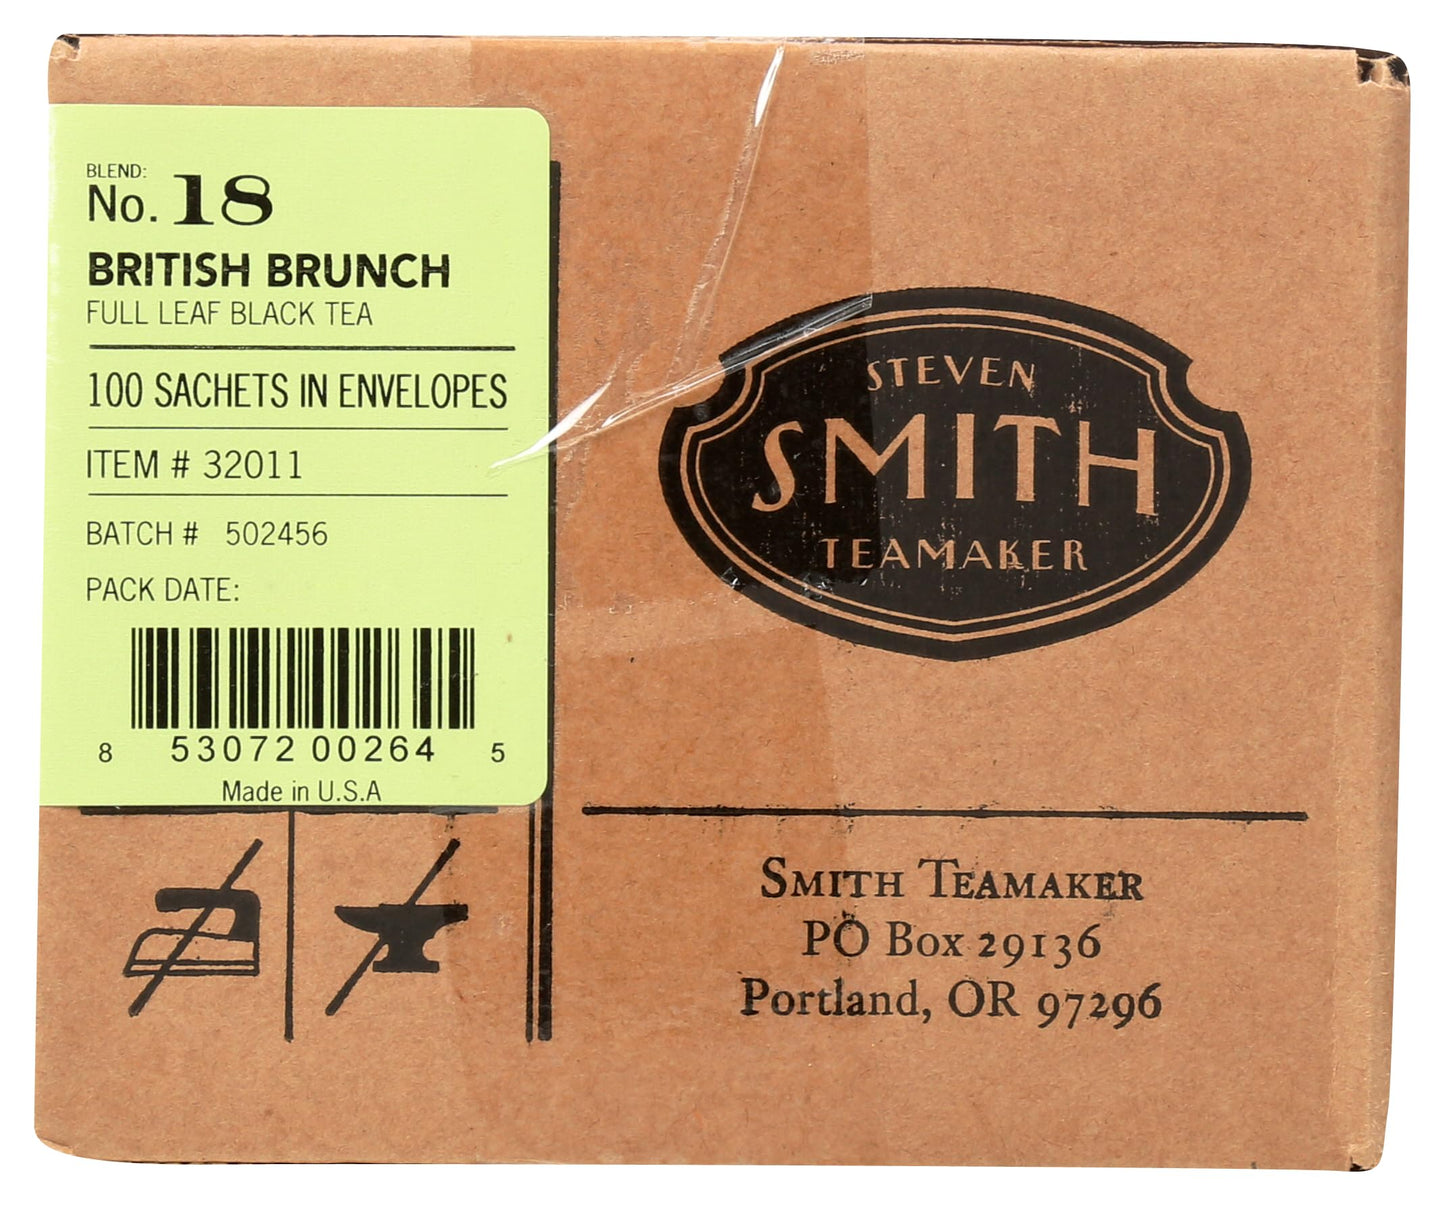 BLEND:
No. 18
BRITISH BRUNCH
FULL LEAF BLACK TEA
100 SACHETS IN ENVELOPES
ITEM # 32011
BATCH # 502456
PACK DATE:
8 53072 00264 5
Made in U.S.A
STEVEN
SMITH
TEAMAKER
SMITH TEAMAKER
PO Box 29136
Portland, OR 97296